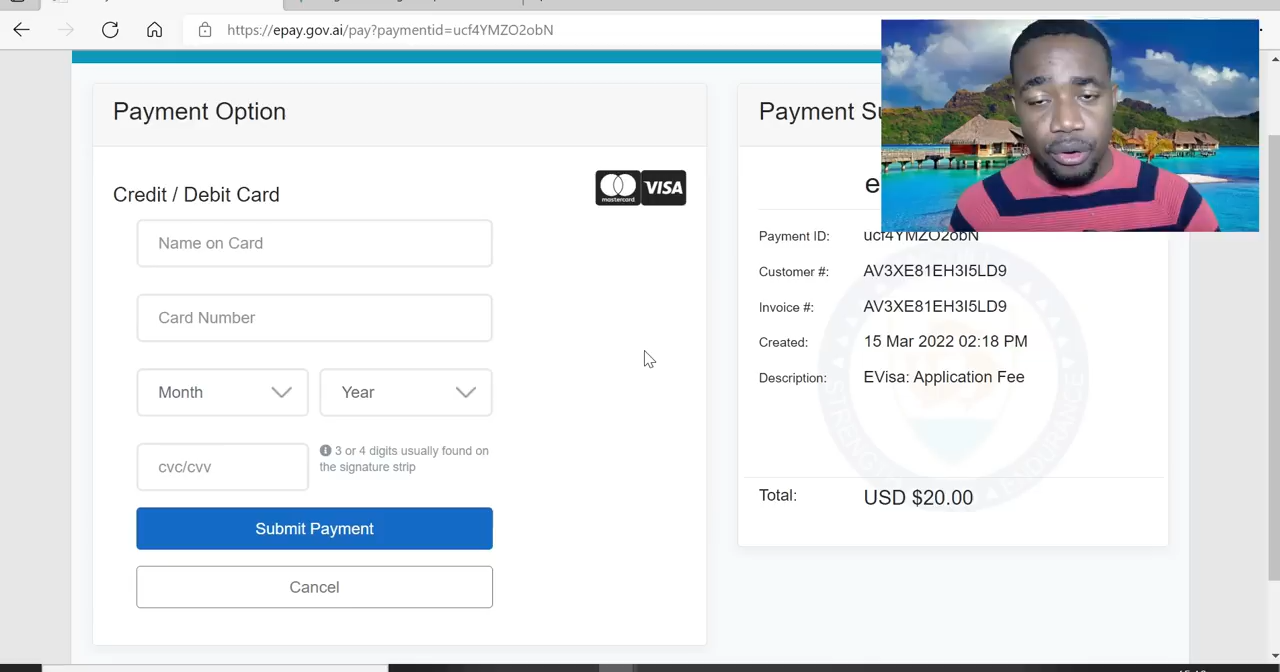 https://epay.gov.ai/pay?paymentid=ucf4YMZO2obN
Payment Option
Credit / Debit Card
mastercard
VISA
Name on Card
Card Number
Month
Year
cvc/cvv
3 or 4 digits usually found on
the signature strip
Submit Payment
Cancel
Payment
Payment ID: ucf4YMZO2obN
Customer #: AV3XE81EH3I5LD9
Invoice #: AV3XE81EH3I5LD9
Created: 15 Mar 2022 02:18 PM
Description: EVisa: Application Fee
Total: USD $20.00